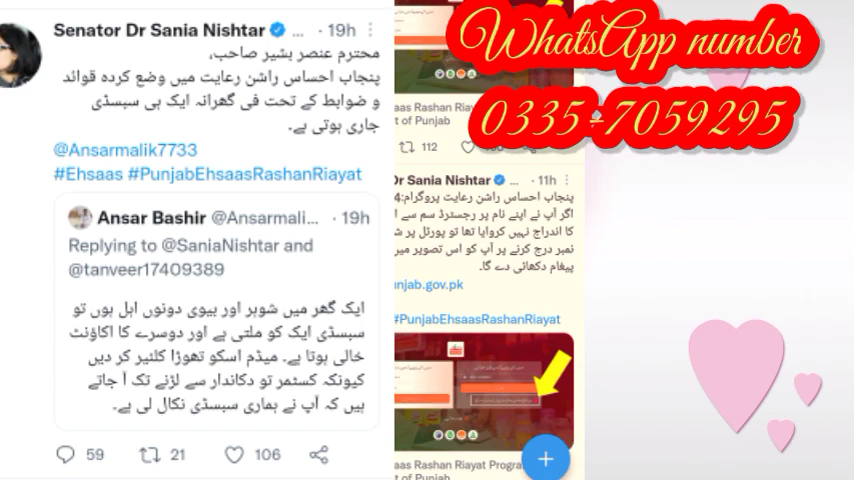 Senator Dr Sania Nishtar · 19h
محترم عنصر بشیر صاحب،
پنجاب احساس راشن رعایت میں وضع کردہ قوائد
و ضوابط کے تحت فی گھرانہ ایک ہی سبسڈی
جاری ہوتی ہے۔
@Ansarmalik7733
#Ehsaas #PunjabEhsaasRashanRiayat
Ansar Bashir @Ansarmali... · 19h
Replying to @SaniaNishtar and
@tanveer17409389
ایک گھر میں شوہر اور بیوی دونوں اہل ہوں تو
سبسڈی ایک کو ملتی ہے اور دوسرے کا اکاؤنٹ
خالی ہوتا ہے۔ میڈم اسکو تھوڑا کلئیر کر دیں
کیونکہ کسٹمر تو دکاندار سے لڑنے تک آ جاتے
ہیں کہ آپ نے ہماری سبسڈی نکال لی ہے۔
59 21 106
WhatsApp number
0335-7059295
aas Rashan Riya
t of Punjab
112
Dr Sania Nishtar ... · 11h
پنجاب احساس راشن رعایت پروگرام:4
اگر آپ نے اپنے نام پر رجسٹرڈ سم سے ا
کا اندراج نہیں کروایا تھا تو پورٹل پر ش
نمبر درج کرنے پر آپ کو اس تصویر میں
پیغام دکھائی دے گا۔
unjab.gov.pk
#PunjabEhsaasRashanRiayat
aas Rashan Riayat Progra
t of Punjab